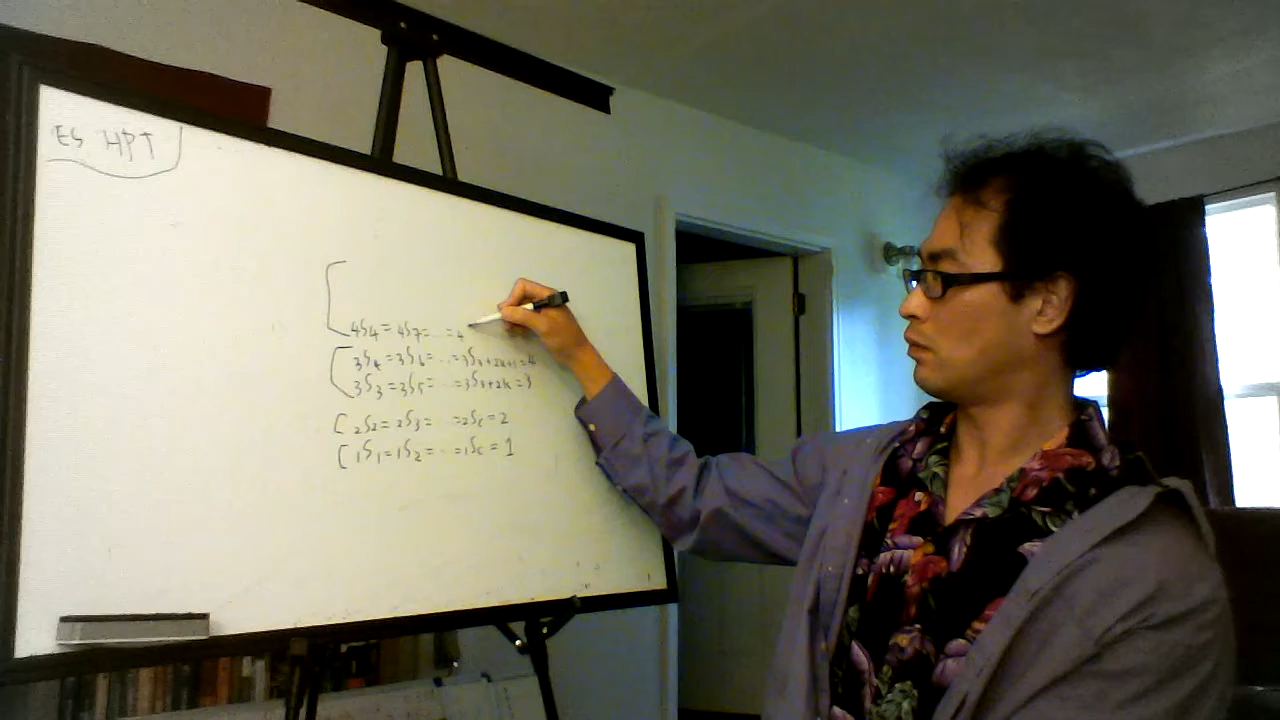 ES HPT
4S4=4S7=...=4
3S4=3S6=...=3S3+2k+1=4
3S3=3S5=...=3S3+2k=3
2S2=2S3=...=2Sc=2
1S1=1S2=...=1Sc=1